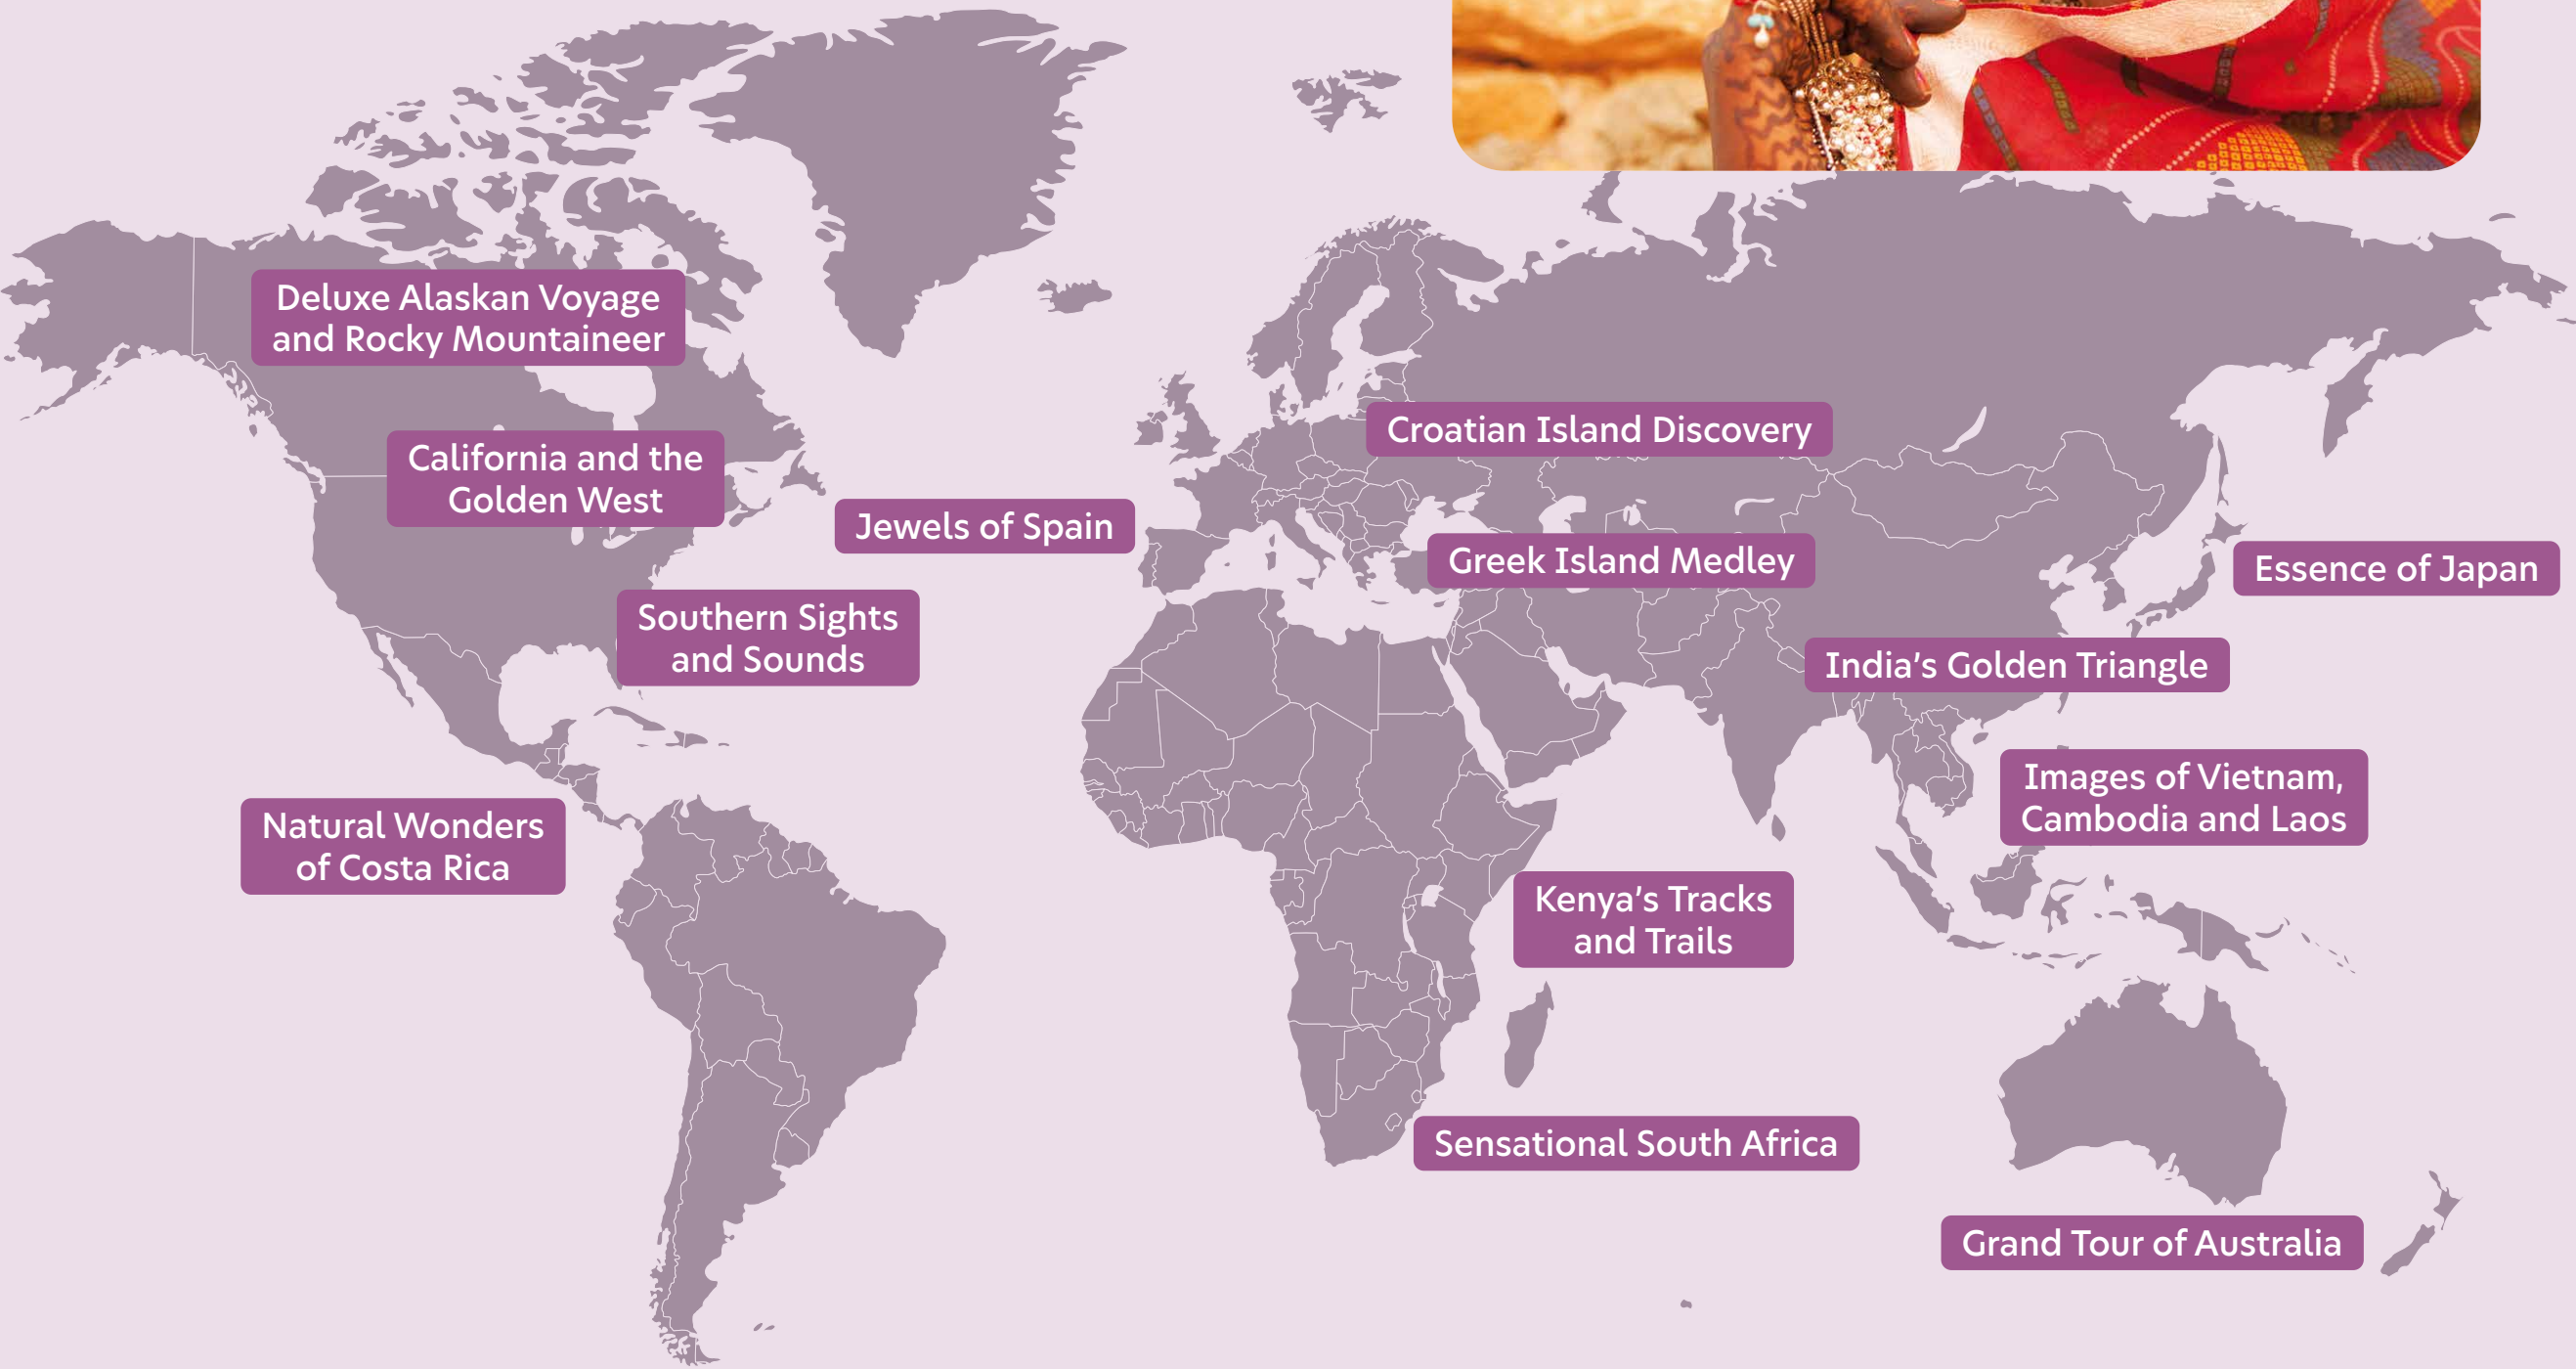 Deluxe Alaskan Voyage
and Rocky Mountaineer
California and the
Golden West
Southern Sights
and Sounds
Natural Wonders
of Costa Rica
Jewels of Spain
Croatian Island Discovery
Greek Island Medley
Essence of Japan
India's Golden Triangle
Images of Vietnam,
Cambodia and Laos
Kenya's Tracks
and Trails
Sensational South Africa
Grand Tour of Australia